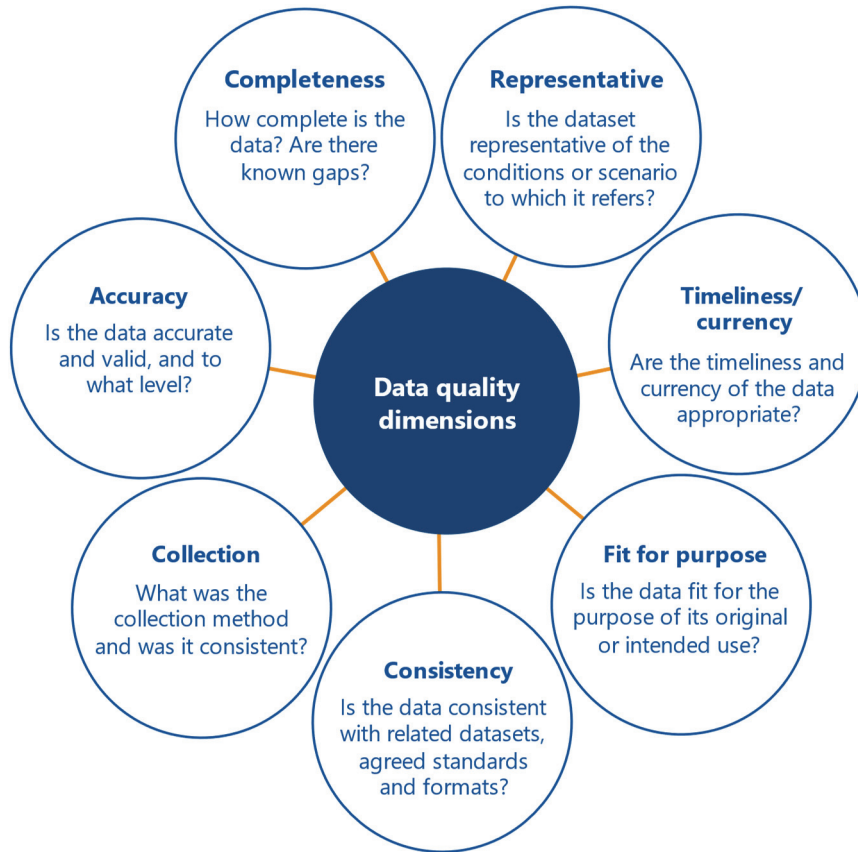 Completeness
How complete is the
data? Are there
known gaps?
Representative
Is the dataset
representative of the
conditions or scenario
to which it refers?
Accuracy
Is the data accurate
and valid, and to
what level?
Timeliness/
currency
Are the timeliness and
currency of the data
appropriate?
Data quality
dimensions
Collection
What was the
collection method
and was it consistent?
Fit for purpose
Is the data fit for the
purpose of its original
or intended use?
Consistency
Is the data consistent
with related datasets,
agreed standards
and formats?